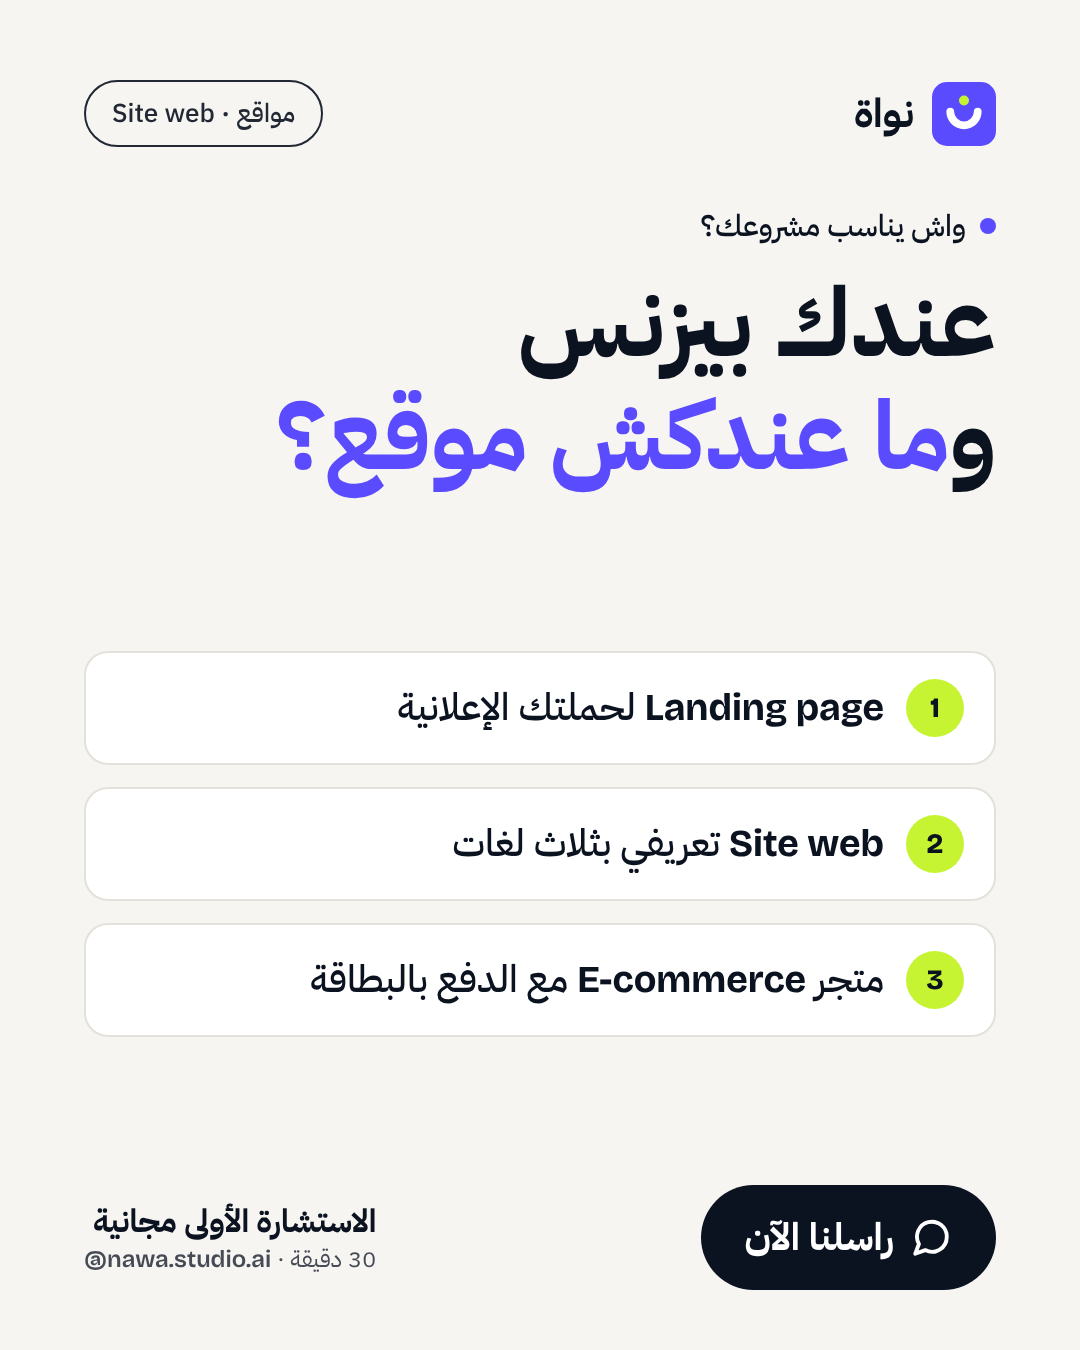 نواة
مواقع · Site web
واش يناسب مشروعك؟
عندك بيزنس
وما عندكش موقع؟
1
Landing page لحملتك الإعلانية
2
Site web تعريفي بثلاث لغات
3
متجر E-commerce مع الدفع بالبطاقة
راسلنا الآن
الاستشارة الأولى مجانية
30 دقيقة · @nawa.studio.ai